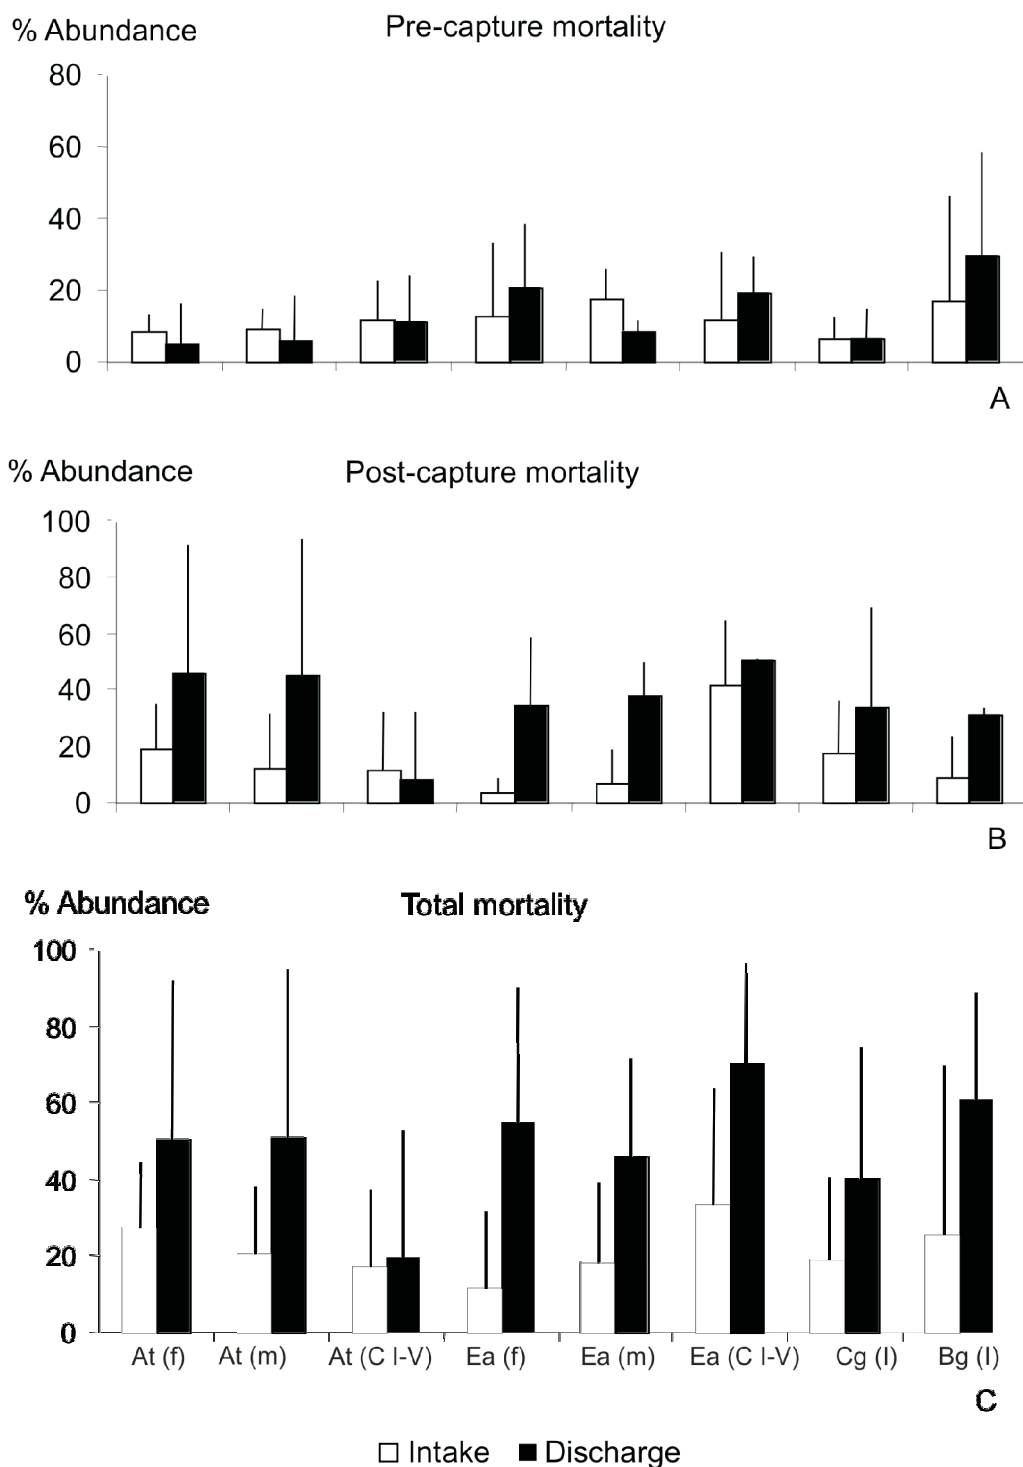 % Abundance
Pre-capture mortality
80
60
40
20
0
A
% Abundance
Post-capture mortality
100
80
60
40
20
0
B
% Abundance
Total mortality
100
80
60
40
20
0
At (f) At (m) At (C I-V) Ea (f) Ea (m) Ea (C I-V) Cg (I) Bg (I)
C
Intake Discharge